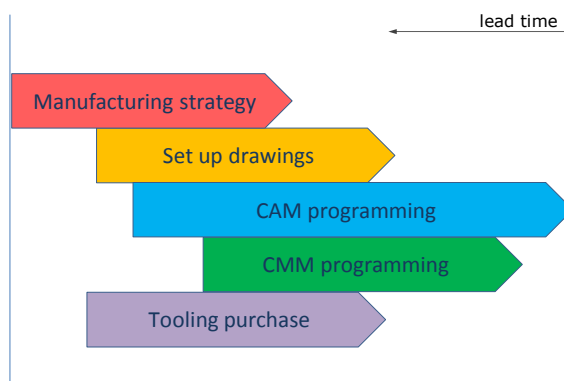 lead time
Manufacturing strategy
Set up drawings
CAM programming
CMM programming
Tooling purchase